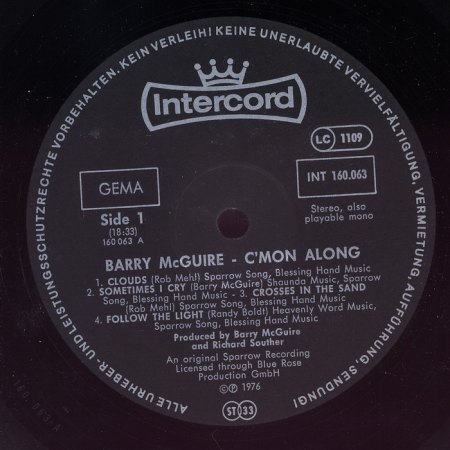 ALLE URHEBER- UND LEISTUNGSSCHUTZRECHTE VORBEHALTEN. KEIN VERLEIH! KEINE UNERLAUBTE VERVIELFÄLTIGUNG, VERMIETUNG, AUFFÜHRUNG, SENDUNG!
Intercord
LC 1109
GEMA
INT 160.063
Side 1
(18:33)
160 063 A
Stereo, also
playable mono
BARRY McGUIRE - C'MON ALONG
1. CLOUDS (Rob Mehl) Sparrow Song, Blessing Hand Music
2. SOMETIMES I CRY (Barry McGuire) Shaunda Music, Sparrow
Song, Blessing Hand Music - 3. CROSSES IN THE SAND
(Rob Mehl) Sparrow Song, Blessing Hand Music
4. FOLLOW THE LIGHT (Randy Boldt) Heavenly Word Music,
Sparrow Song, Blessing Hand Music
Produced by Barry McGuire
and Richard Souther
An original Sparrow Recording
Licensed through Blue Rose
Production GmbH
©℗ 1976
ST 33